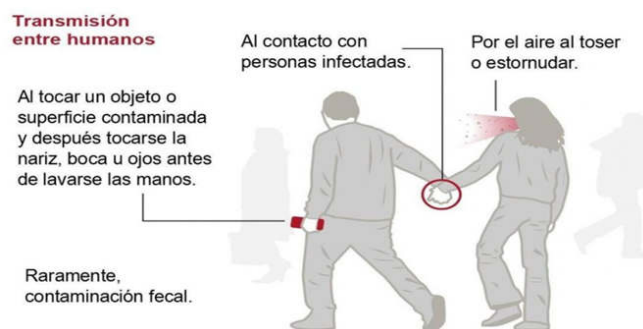 Transmisión
entre humanos
Al contacto con
personas infectadas.
Por el aire al toser
o estornudar.
Al tocar un objeto o
superficie contaminada
y después tocarse la
nariz, boca u ojos antes
de lavarse las manos.
Raramente,
contaminación fecal.